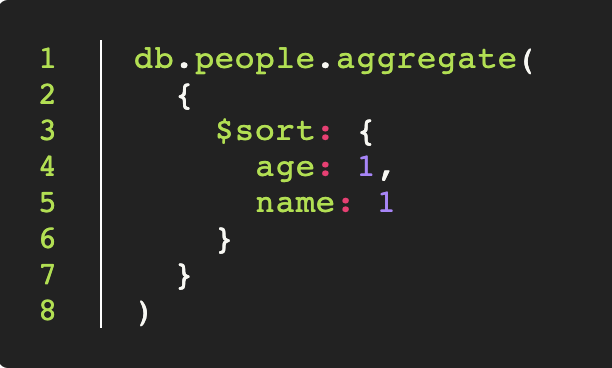 1 db.people.aggregate(
2 {
3 $sort: {
4 age: 1,
5 name: 1
6 }
7 }
8 )